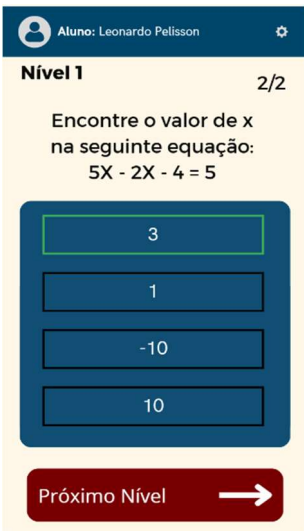 Aluno: Leonardo Pelisson
Nível 1
2/2
Encontre o valor de x
na seguinte equação:
5X - 2X - 4 = 5
3
1
-10
10
Próximo Nível